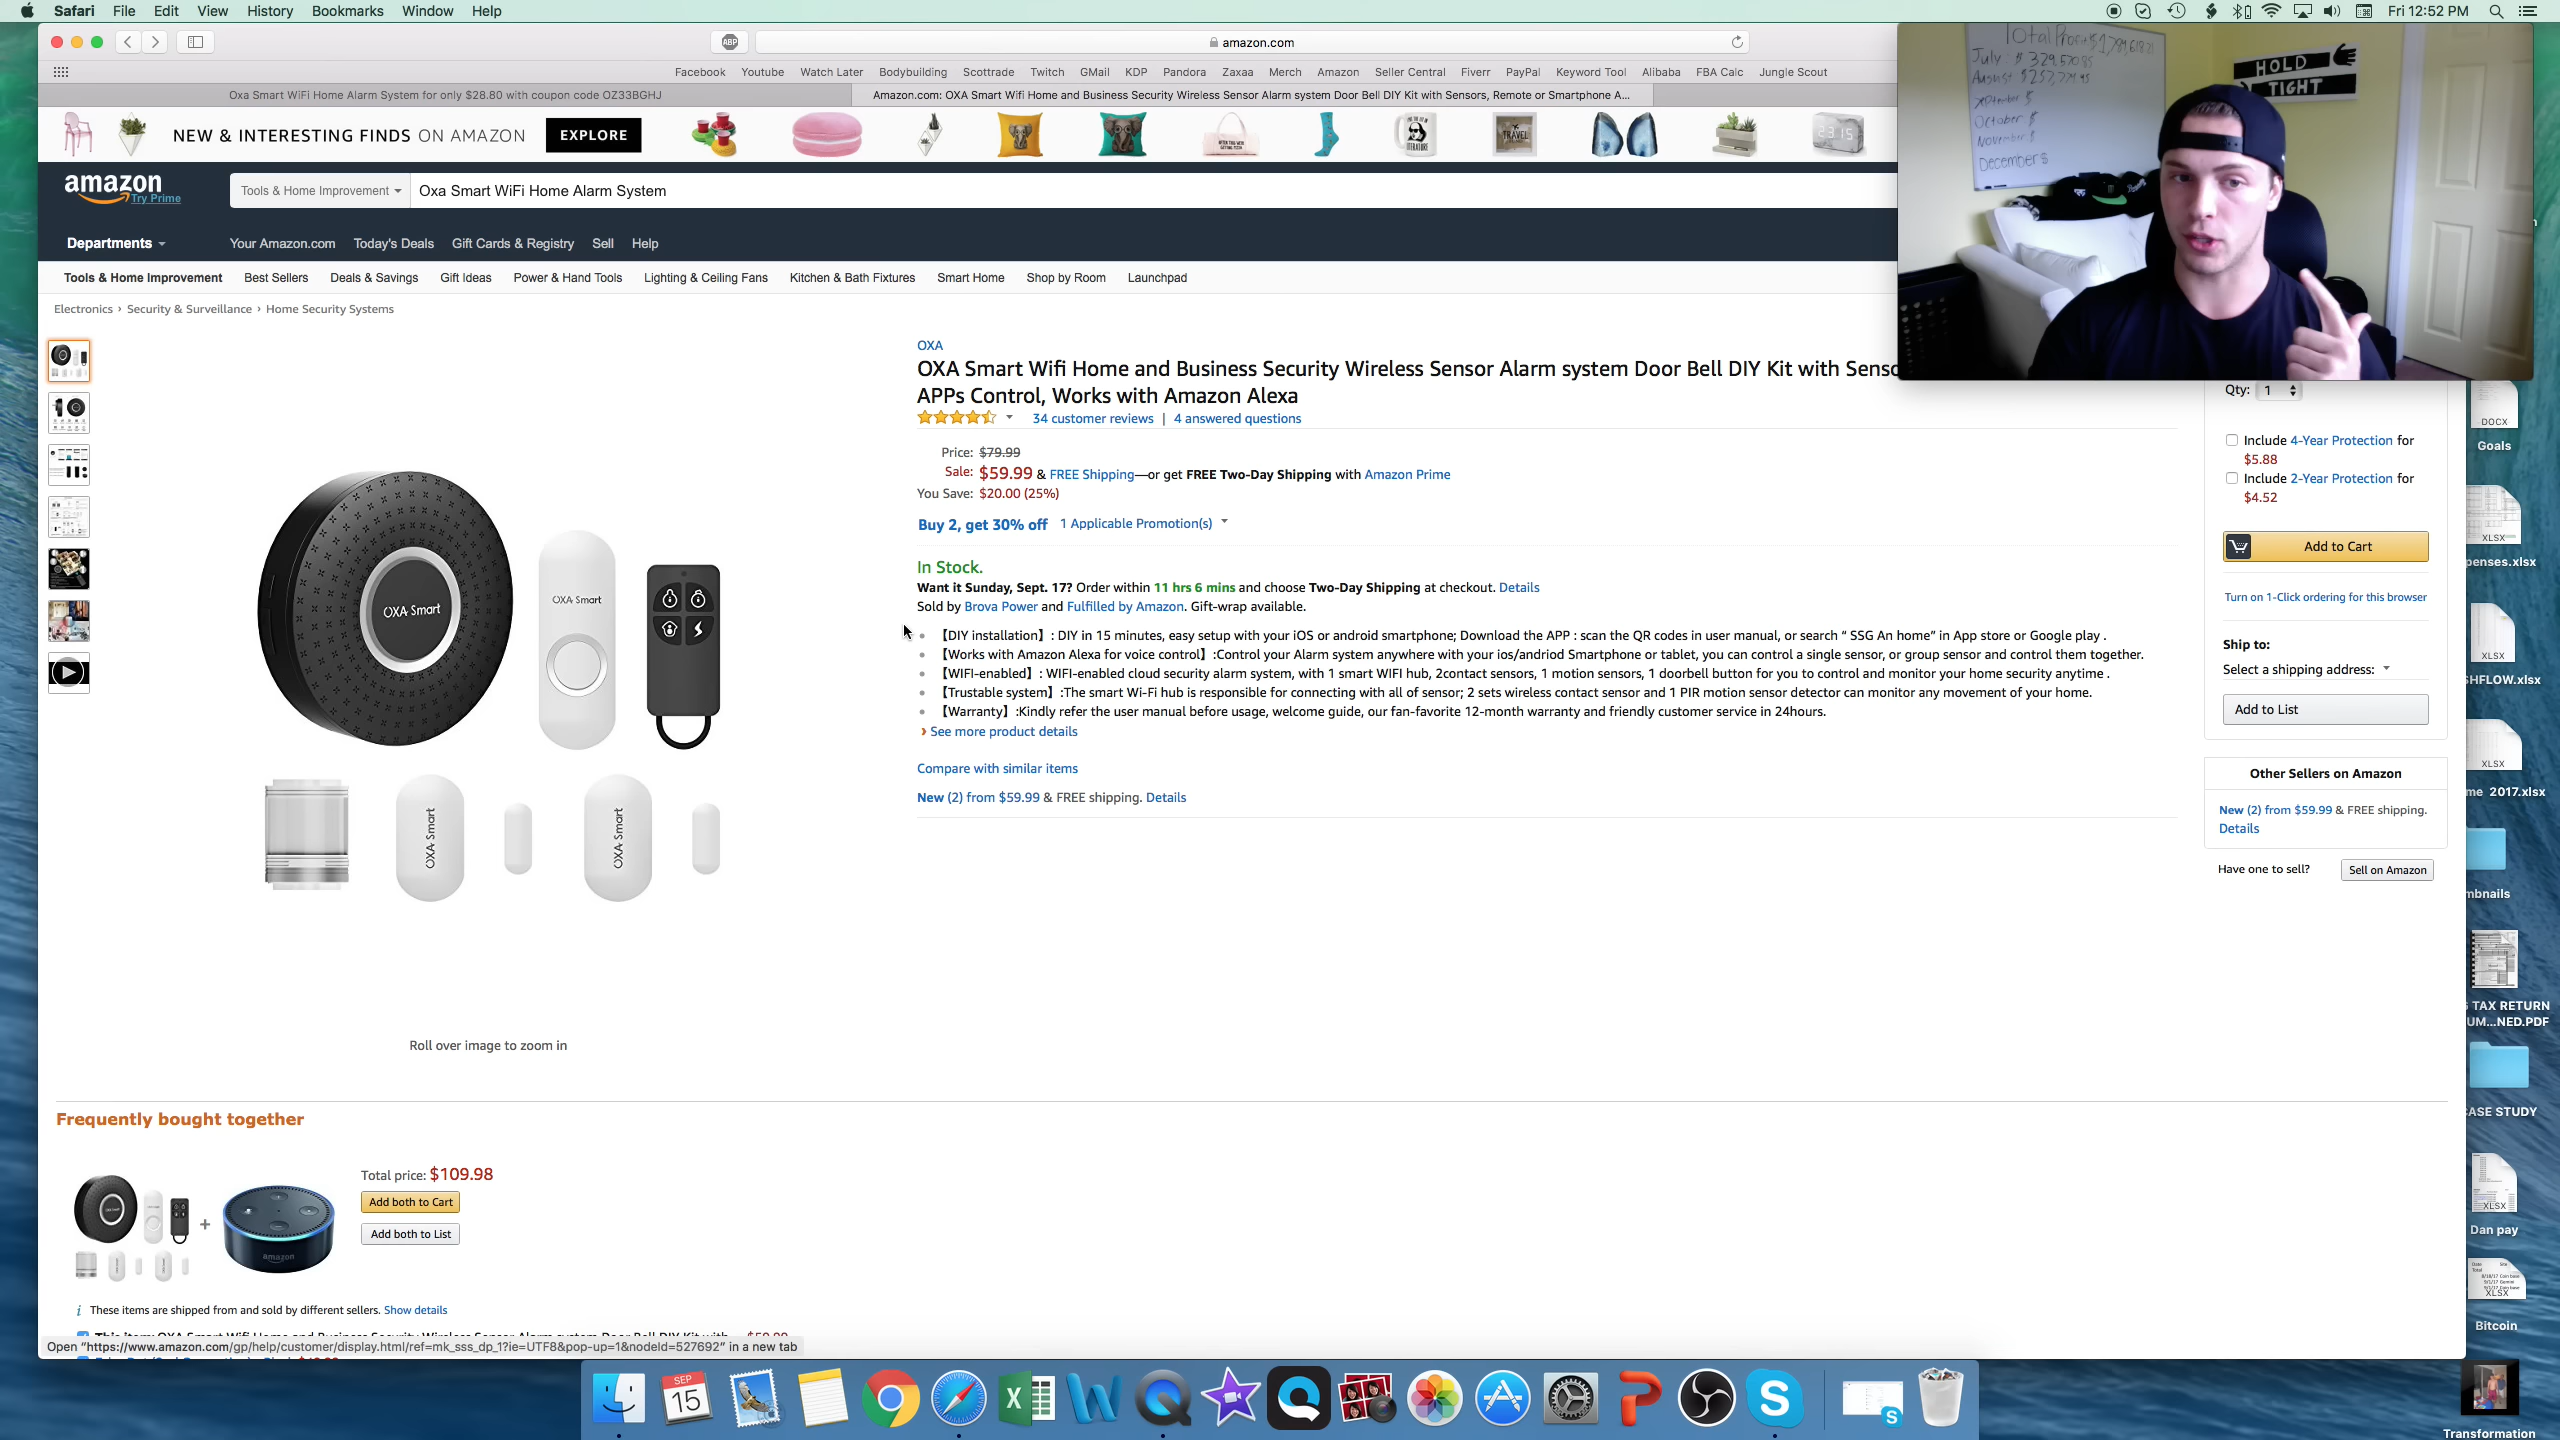 Safari File Edit View History Bookmarks Window Help
Fri 12:52 PM
ABP
amazon.com
Facebook Youtube Watch Later Bodybuilding Scottrade Twitch GMail KDP Pandora Zaxaa Merch Amazon Seller Central Fiverr PayPal Keyword Tool Alibaba FBA Calc Jungle Scout
Oxa Smart WiFi Home Alarm System for only $28.80 with coupon code OZ33BGHJ
Amazon.com: OXA Smart Wifi Home and Business Security Wireless Sensor Alarm system Door Bell DIY Kit with Sensors, Remote or Smartphone A...
NEW & INTERESTING FINDS ON AMAZON EXPLORE
TRAVEL
2315
HOLD
TIGHT
July: $
August
October $
November $
December $
amazon
Try Prime
Tools & Home Improvement
Oxa Smart WiFi Home Alarm System
Departments
Your Amazon.com Today's Deals Gift Cards & Registry Sell Help
Tools & Home Improvement Best Sellers Deals & Savings Gift Ideas Power & Hand Tools Lighting & Ceiling Fans Kitchen & Bath Fixtures Smart Home Shop by Room Launchpad
Electronics › Security & Surveillance › Home Security Systems
OXA
OXA Smart Wifi Home and Business Security Wireless Sensor Alarm system Door Bell DIY Kit with Senso
APPs Control, Works with Amazon Alexa
34 customer reviews | 4 answered questions
Price: $79.99
Sale: $59.99 & FREE Shipping—or get FREE Two-Day Shipping with Amazon Prime
You Save: $20.00 (25%)
Buy 2, get 30% off 1 Applicable Promotion(s)
In Stock.
Want it Sunday, Sept. 17? Order within 11 hrs 6 mins and choose Two-Day Shipping at checkout. Details
Sold by Brova Power and Fulfilled by Amazon. Gift-wrap available.
【DIY installation】: DIY in 15 minutes, easy setup with your iOS or android smartphone; Download the APP : scan the QR codes in user manual, or search “ SSG An home” in App store or Google play .
【Works with Amazon Alexa for voice control】:Control your Alarm system anywhere with your ios/andriod Smartphone or tablet, you can control a single sensor, or group sensor and control them together.
【WIFI-enabled】: WIFI-enabled cloud security alarm system, with 1 smart WIFI hub, 2contact sensors, 1 motion sensors, 1 doorbell button for you to control and monitor your home security anytime .
【Trustable system】:The smart Wi-Fi hub is responsible for connecting with all of sensor; 2 sets wireless contact sensor and 1 PIR motion sensor detector can monitor any movement of your home.
【Warranty】:Kindly refer the user manual before usage, welcome guide, our fan-favorite 12-month warranty and friendly customer service in 24hours.
› See more product details
Compare with similar items
New (2) from $59.99 & FREE shipping. Details
OXA Smart
OXA Smart
OXA Smart
OXA Smart
Roll over image to zoom in
Qty: 1
Include 4-Year Protection for
$5.88
Include 2-Year Protection for
$4.52
Add to Cart
Turn on 1-Click ordering for this browser
Ship to:
Select a shipping address:
Add to List
Other Sellers on Amazon
New (2) from $59.99 & FREE shipping.
Details
Have one to sell? Sell on Amazon
DOCX
Goals
XLSX
penses.xlsx
XLSX
SHFLOW.xlsx
XLSX
me 2017.xlsx
mbnails
TAX RETURN
UM...NED.PDF
ASE STUDY
XLSX
Dan pay
XLSX
Bitcoin
Transformation
Frequently bought together
Total price: $109.98
Add both to Cart
Add both to List
amazon
+
i These items are shipped from and sold by different sellers. Show details
Open “https://www.amazon.com/gp/help/customer/display.html/ref=mk_sss_dp_1?ie=UTF8&pop-up=1&nodeId=527692” in a new tab
SEP
15